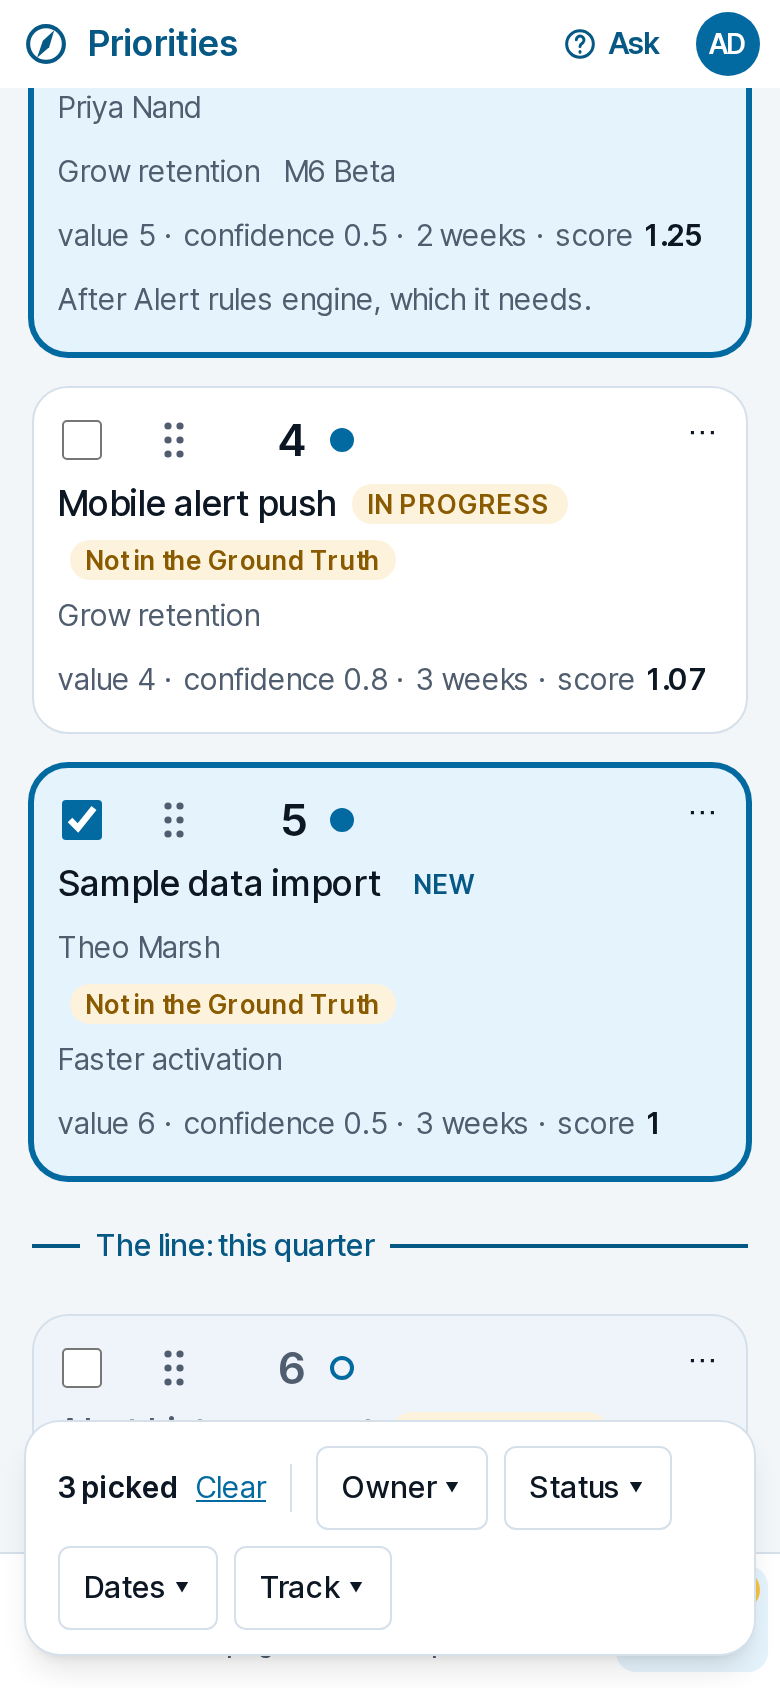 Priorities
Ask
AD
Priya Nand
Grow retention M6 Beta
value 5 · confidence 0.5 · 2 weeks · score 1.25
After Alert rules engine, which it needs.
4
...
Mobile alert push IN PROGRESS
Not in the Ground Truth
Grow retention
value 4 · confidence 0.8 · 3 weeks · score 1.07
5
...
Sample data import NEW
Theo Marsh
Not in the Ground Truth
Faster activation
value 6 · confidence 0.5 · 3 weeks · score 1
The line: this quarter
6
...
3 picked Clear Owner ▾ Status ▾
Dates ▾ Track ▾